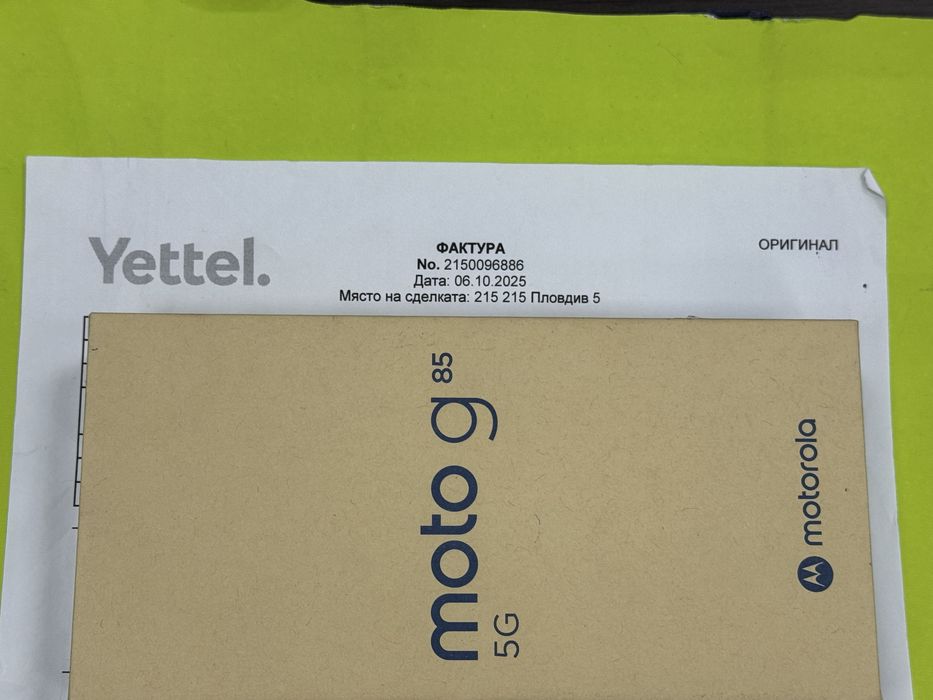 Yettel.
ФАКТУРА
No. 2150096886
Дата: 06.10.2025
Място на сделката: 215 215 Пловдив 5
ОРИГИНАЛ
moto g 85
5G
motorola